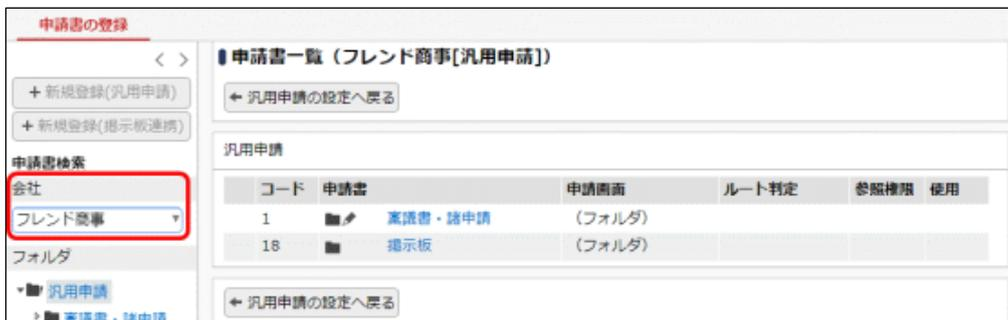 申請書の登録
< >
+ 新規登録(汎用申請)
+ 新規登録(掲示板連携)
申請書検索
会社
フレンド商事
フォルダ
汎用申請
稟議書・諸申請
申請書一覧（フレンド商事[汎用申請]）
← 汎用申請の設定へ戻る
汎用申請
コード 申請書 申請画面 ルート判定 参照権限 使用
1 稟議書・諸申請 （フォルダ）
18 掲示板 （フォルダ）
← 汎用申請の設定へ戻る